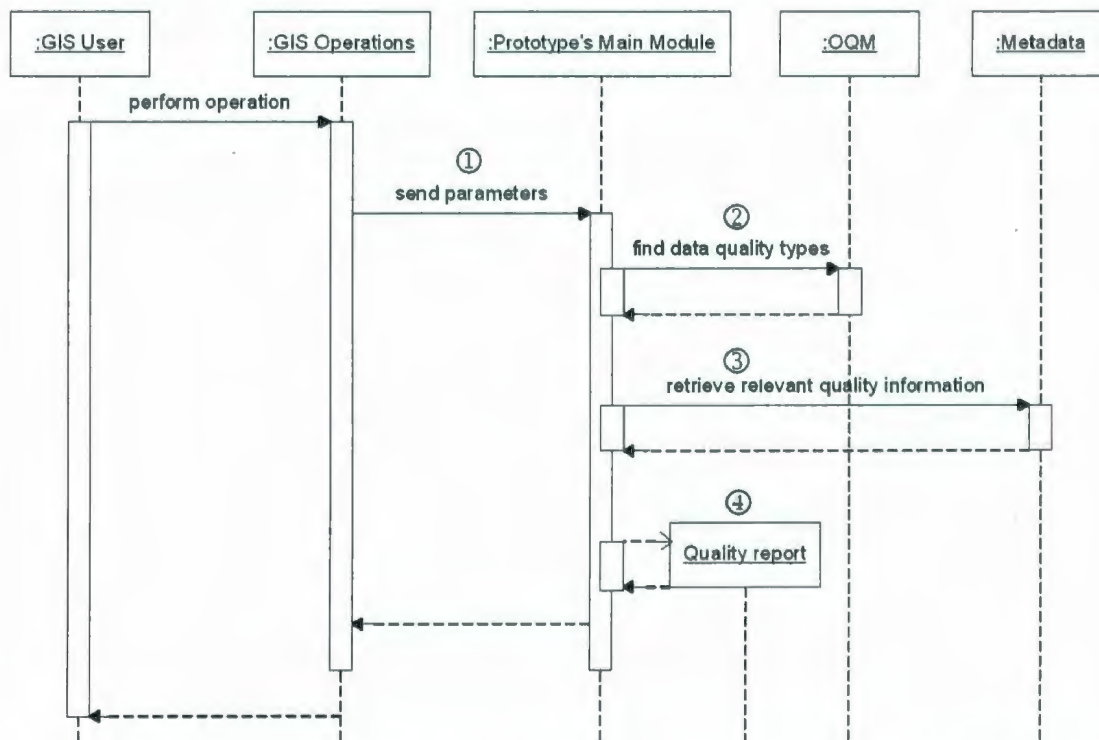 :GIS User
:GIS Operations
:Prototype's Main Module
:OQM
:Metadata
perform operation
①
send parameters
②
find data quality types
③
retrieve relevant quality information
④
Quality report